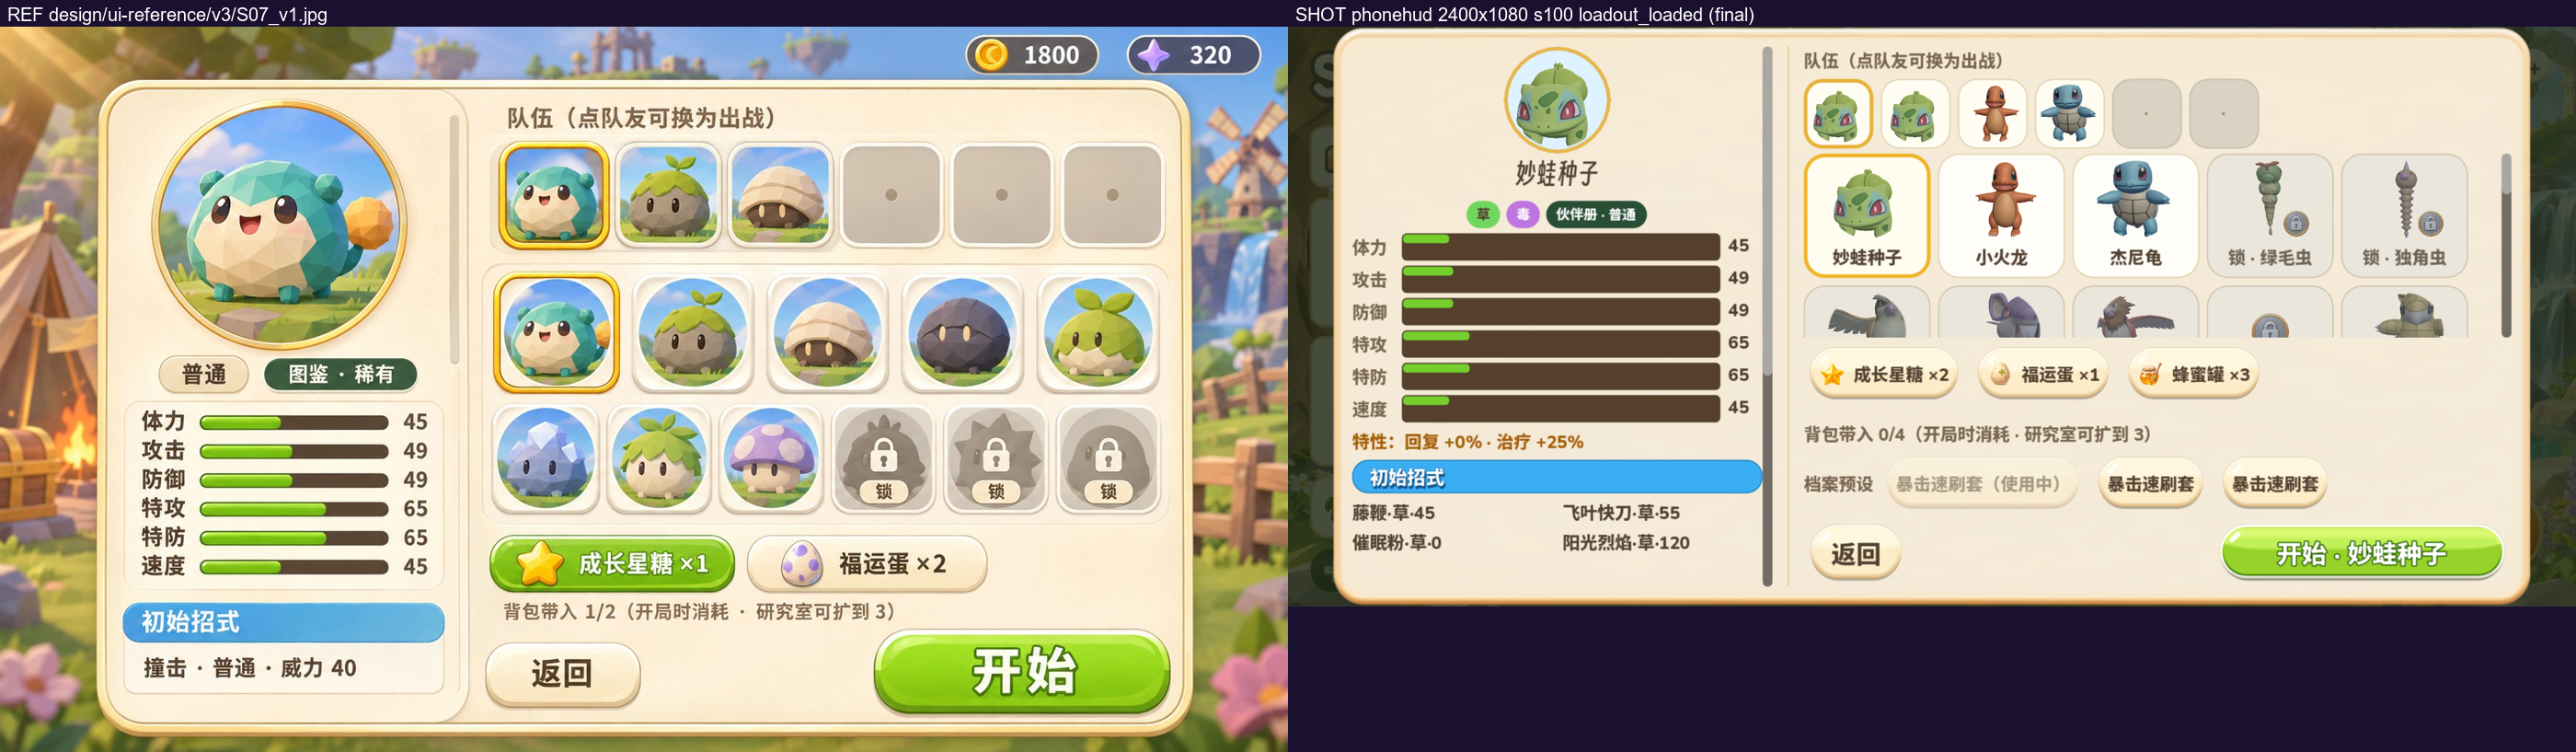 REF design/ui-reference/v3/S07_v1.jpg
1800
320
队伍（点队友可换为出战）
普通
图鉴 · 稀有
体力 45
攻击 49
防御 49
特攻 65
特防 65
速度 45
初始招式
撞击 · 普通 · 威力 40
锁
锁
锁
成长星糖 ×1
福运蛋 ×2
背包带入 1/2（开局时消耗 · 研究室可扩到 3）
返回
开始
SHOT phonehud 2400x1080 s100 loadout_loaded (final)
妙蛙种子
草
毒
伙伴册 · 普通
体力 45
攻击 49
防御 49
特攻 65
特防 65
速度 45
特性：回复 +0% · 治疗 +25%
初始招式
藤鞭·草·45
飞叶快刀·草·55
催眠粉·草·0
阳光烈焰·草·120
队伍（点队友可换为出战）
妙蛙种子
小火龙
杰尼龟
锁 · 绿毛虫
锁 · 独角虫
成长星糖 ×2
福运蛋 ×1
蜂蜜罐 ×3
背包带入 0/4（开局时消耗 · 研究室可扩到 3）
档案预设
暴击速刷套（使用中）
暴击速刷套
暴击速刷套
返回
开始 · 妙蛙种子